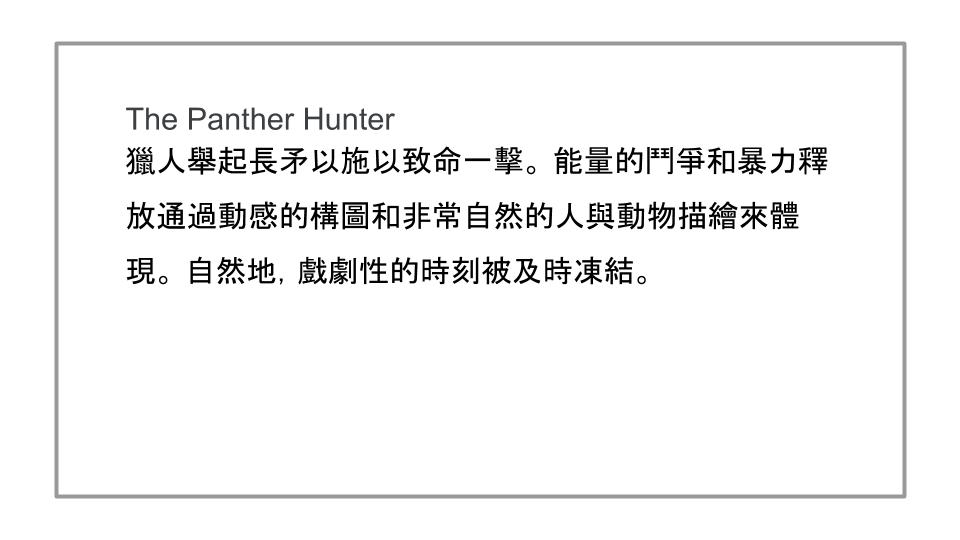 The Panther Hunter
獵人舉起長矛以施以致命一擊。能量的鬥爭和暴力釋
放通過動感的構圖和非常自然的人與動物描繪來體
現。自然地, 戲劇性的時刻被及時凍結。